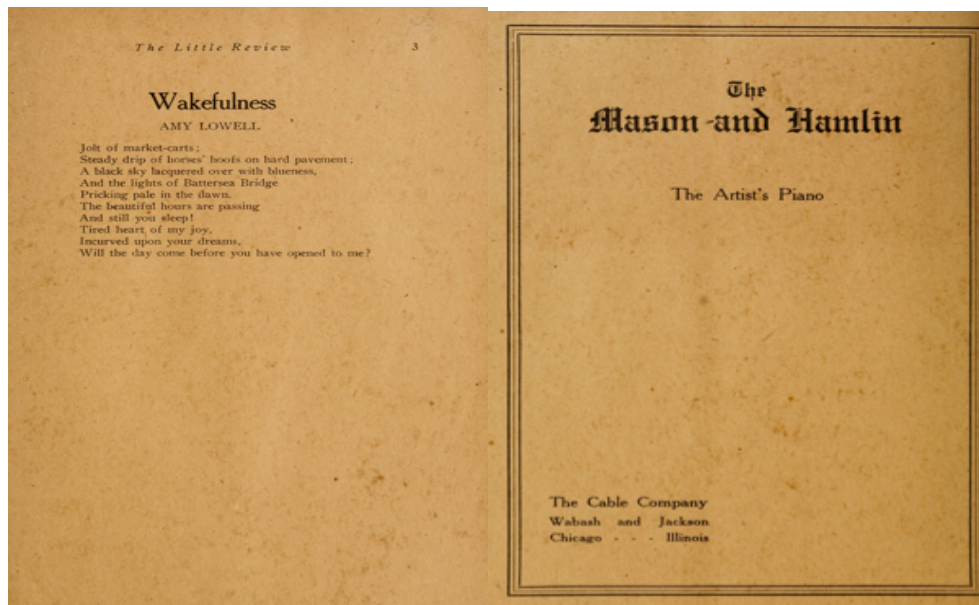 The Little Review 3
Wakefulness
AMY LOWELL
Jolt of market-carts;
Steady drip of horses' hoofs on hard pavement;
A black sky lacquered over with blueness,
And the lights of Battersea Bridge
Pricking pale in the dawn.
The beautiful hours are passing
And still you sleep!
Tired heart of my joy,
Incurved upon your dreams,
Will the day come before you have opened to me?
The
Mason and Hamlin
The Artist's Piano
The Cable Company
Wabash and Jackson
Chicago - - - Illinois